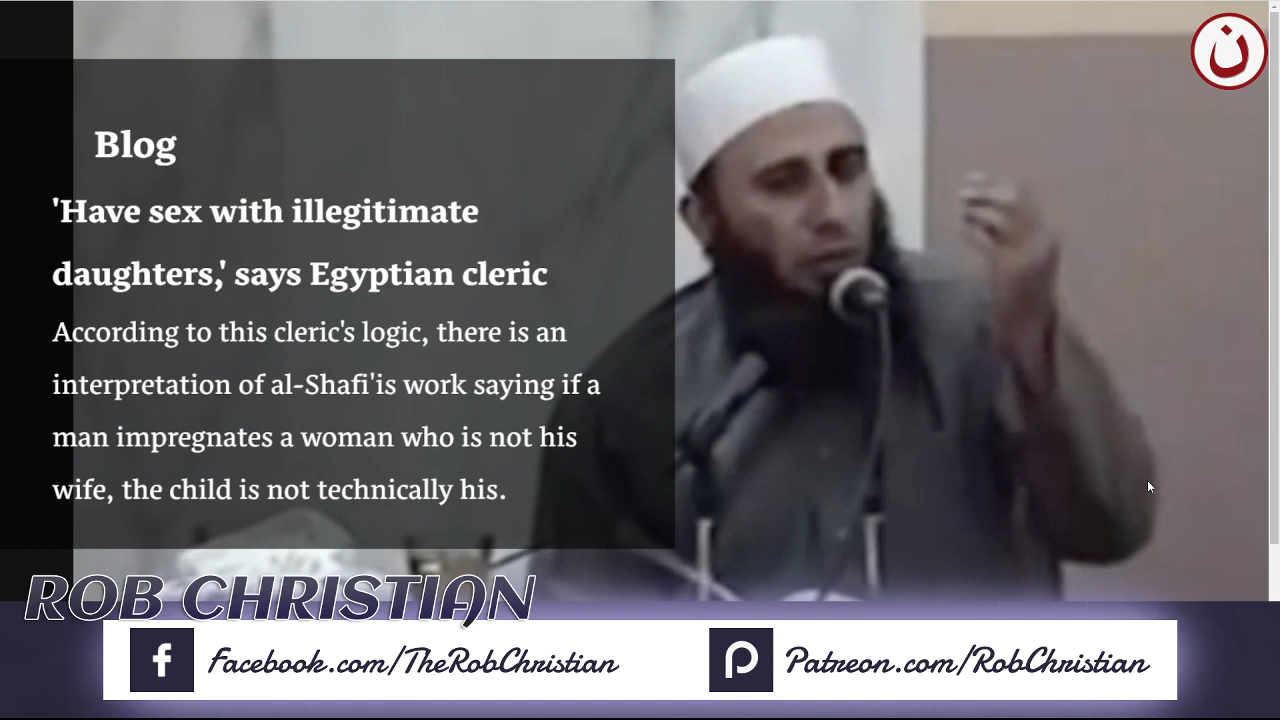 ن
Blog
'Have sex with illegitimate
daughters,' says Egyptian cleric
According to this cleric's logic, there is an
interpretation of al-Shafi'is work saying if a
man impregnates a woman who is not his
wife, the child is not technically his.
ROB CHRISTIAN
Facebook.com/TheRobChristian
Patreon.com/RobChristian